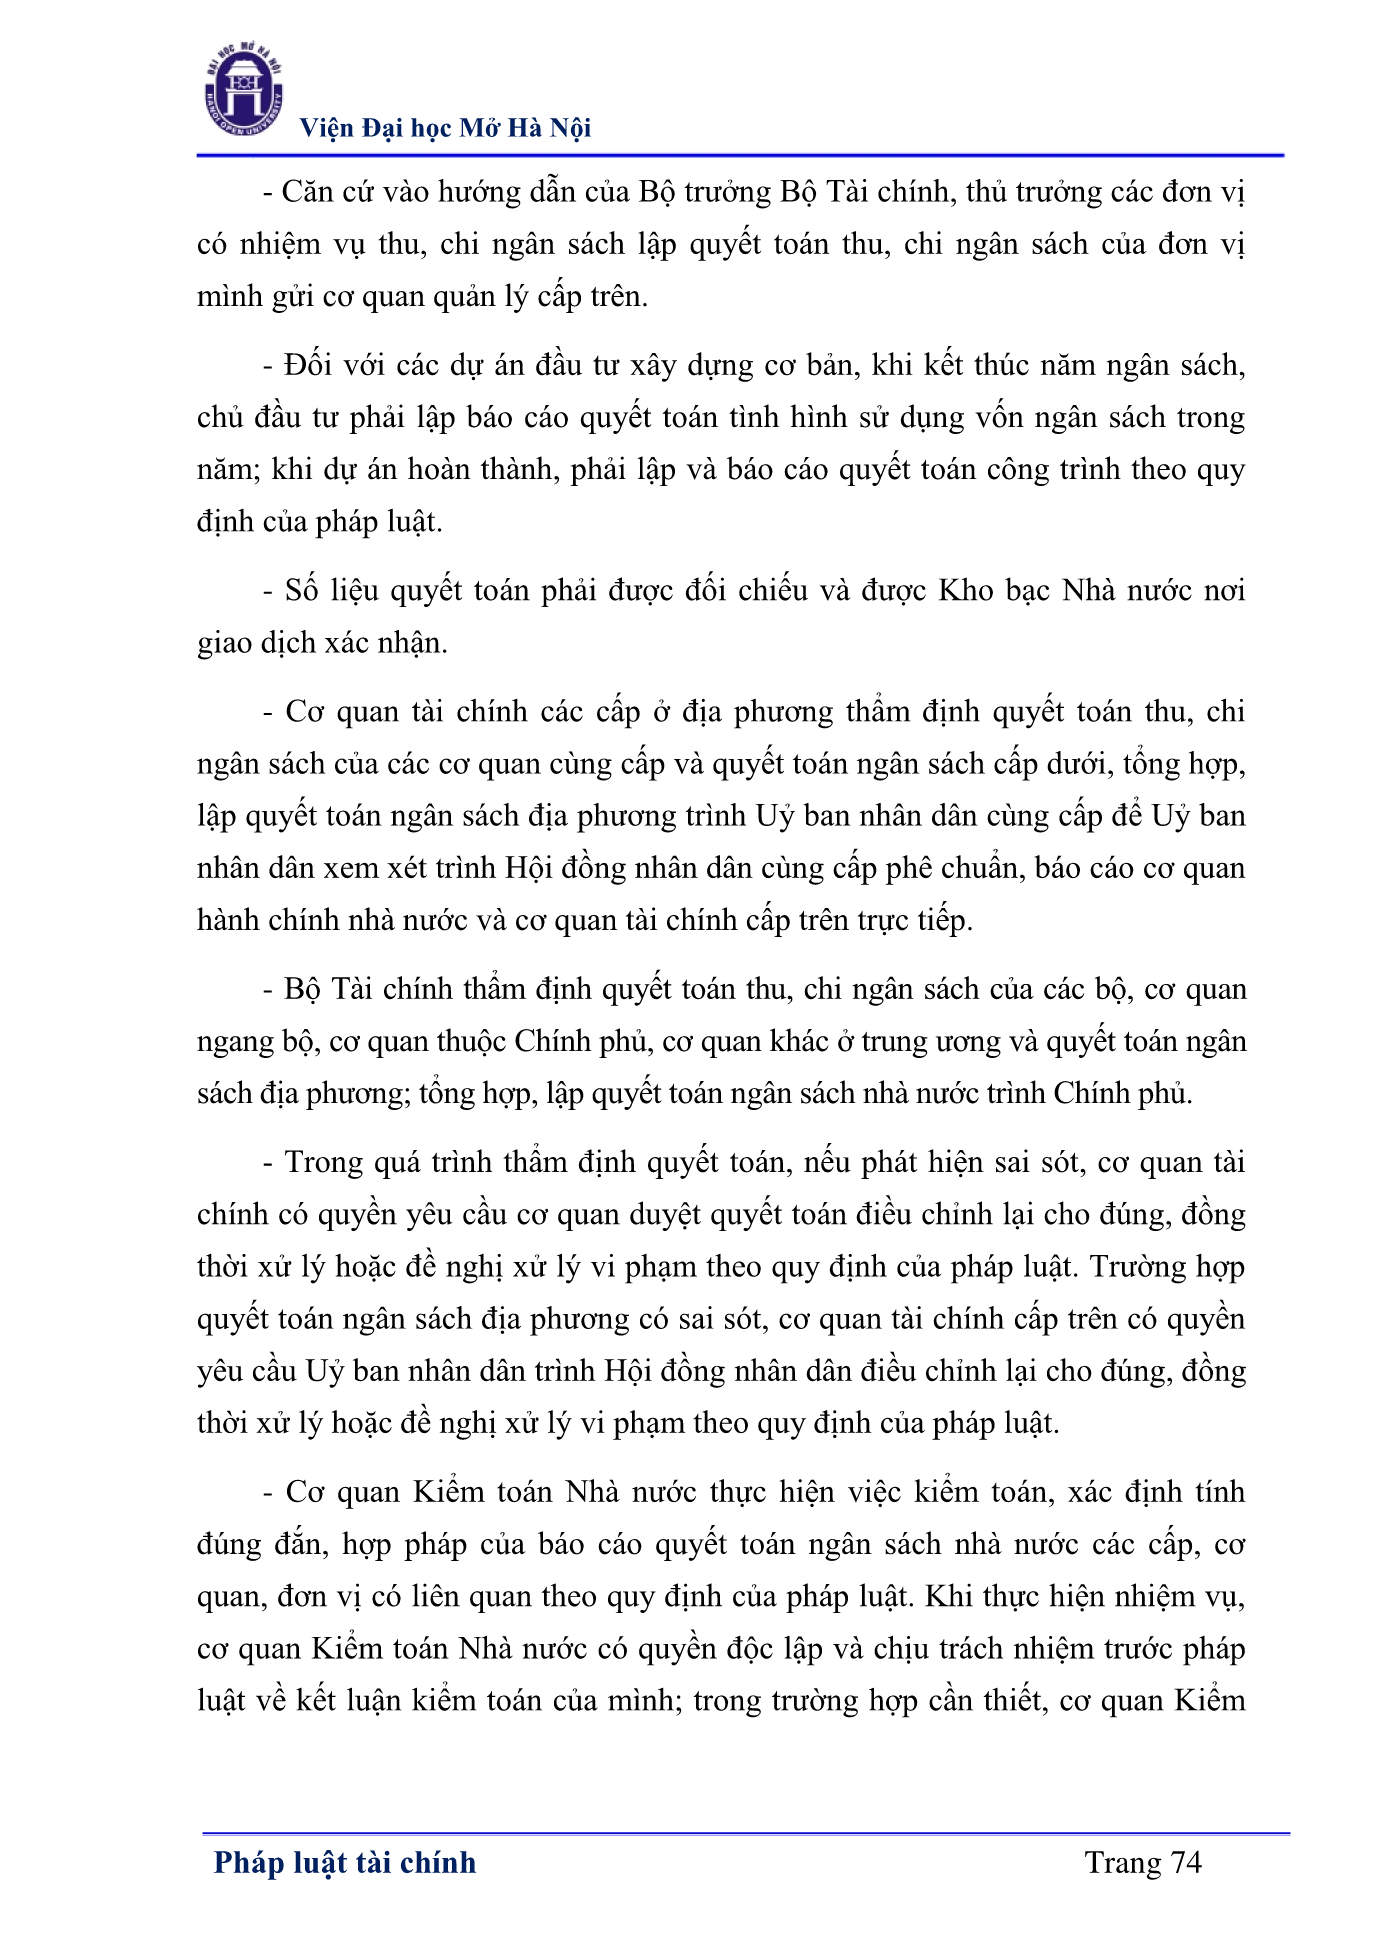 ĐẠI HỌC MỞ HÀ NỘI
HANOI OPEN UNIVERSITY
Viện Đại học Mở Hà Nội
- Căn cứ vào hướng dẫn của Bộ trưởng Bộ Tài chính, thủ trưởng các đơn vị
có nhiệm vụ thu, chi ngân sách lập quyết toán thu, chi ngân sách của đơn vị
mình gửi cơ quan quản lý cấp trên.
- Đối với các dự án đầu tư xây dựng cơ bản, khi kết thúc năm ngân sách,
chủ đầu tư phải lập báo cáo quyết toán tình hình sử dụng vốn ngân sách trong
năm; khi dự án hoàn thành, phải lập và báo cáo quyết toán công trình theo quy
định của pháp luật.
- Số liệu quyết toán phải được đối chiếu và được Kho bạc Nhà nước nơi
giao dịch xác nhận.
- Cơ quan tài chính các cấp ở địa phương thẩm định quyết toán thu, chi
ngân sách của các cơ quan cùng cấp và quyết toán ngân sách cấp dưới, tổng hợp,
lập quyết toán ngân sách địa phương trình Uỷ ban nhân dân cùng cấp để Uỷ ban
nhân dân xem xét trình Hội đồng nhân dân cùng cấp phê chuẩn, báo cáo cơ quan
hành chính nhà nước và cơ quan tài chính cấp trên trực tiếp.
- Bộ Tài chính thẩm định quyết toán thu, chi ngân sách của các bộ, cơ quan
ngang bộ, cơ quan thuộc Chính phủ, cơ quan khác ở trung ương và quyết toán ngân
sách địa phương; tổng hợp, lập quyết toán ngân sách nhà nước trình Chính phủ.
- Trong quá trình thẩm định quyết toán, nếu phát hiện sai sót, cơ quan tài
chính có quyền yêu cầu cơ quan duyệt quyết toán điều chỉnh lại cho đúng, đồng
thời xử lý hoặc đề nghị xử lý vi phạm theo quy định của pháp luật. Trường hợp
quyết toán ngân sách địa phương có sai sót, cơ quan tài chính cấp trên có quyền
yêu cầu Uỷ ban nhân dân trình Hội đồng nhân dân điều chỉnh lại cho đúng, đồng
thời xử lý hoặc đề nghị xử lý vi phạm theo quy định của pháp luật.
- Cơ quan Kiểm toán Nhà nước thực hiện việc kiểm toán, xác định tính
đúng đắn, hợp pháp của báo cáo quyết toán ngân sách nhà nước các cấp, cơ
quan, đơn vị có liên quan theo quy định của pháp luật. Khi thực hiện nhiệm vụ,
cơ quan Kiểm toán Nhà nước có quyền độc lập và chịu trách nhiệm trước pháp
luật về kết luận kiểm toán của mình; trong trường hợp cần thiết, cơ quan Kiểm
Pháp luật tài chính
Trang 74